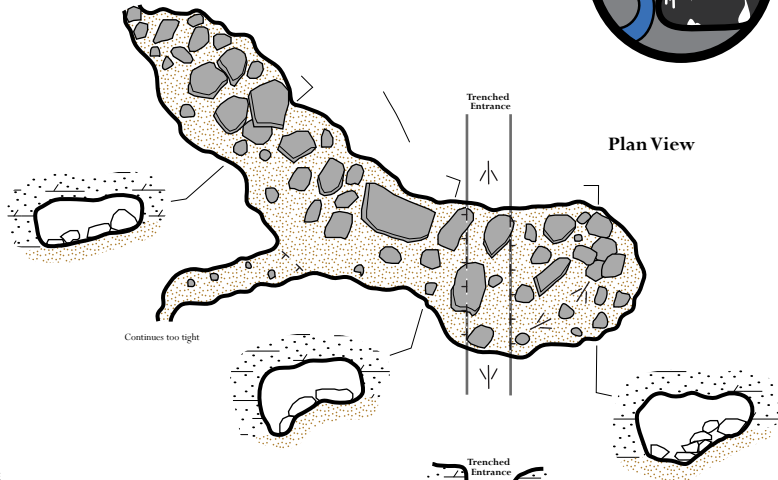 Trenched
Entrance
Plan View
Continues too tight
Trenched
Entrance